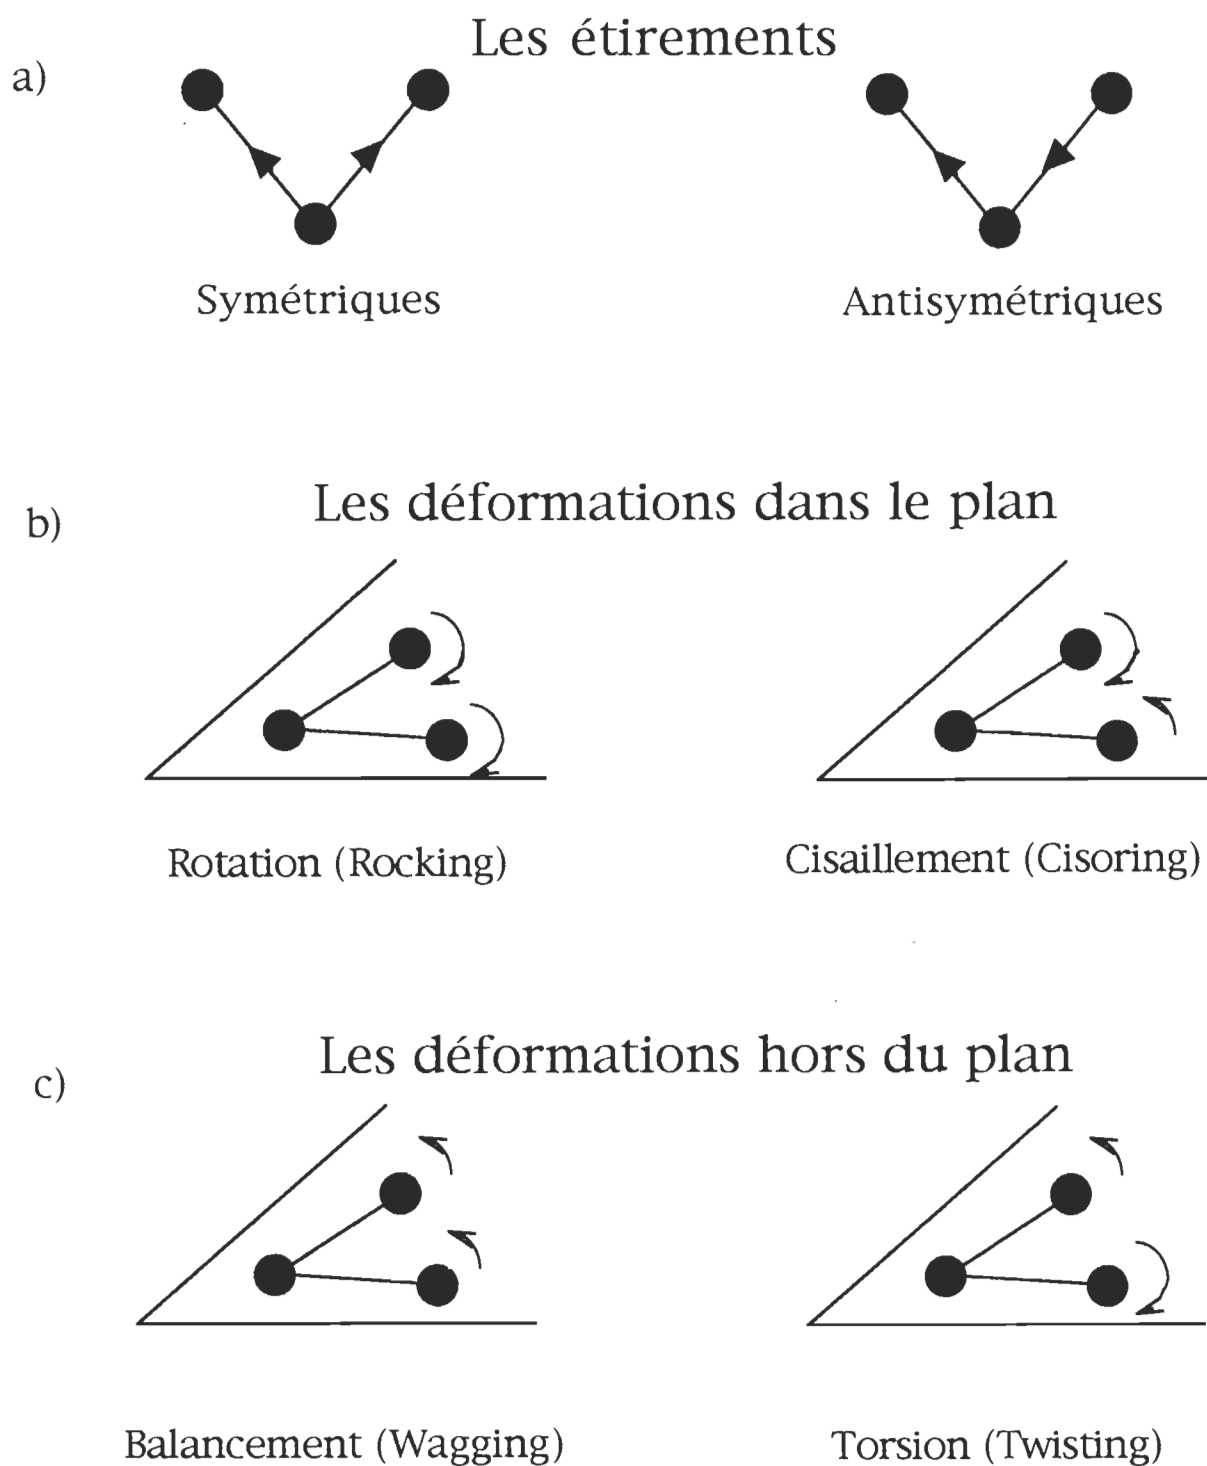 Les étirements
a)
Symétriques
Antisymétriques
Les déformations dans le plan
b)
Rotation (Rocking)
Cisaillement (Cisoring)
Les déformations hors du plan
c)
Balancement (Wagging)
Torsion (Twisting)